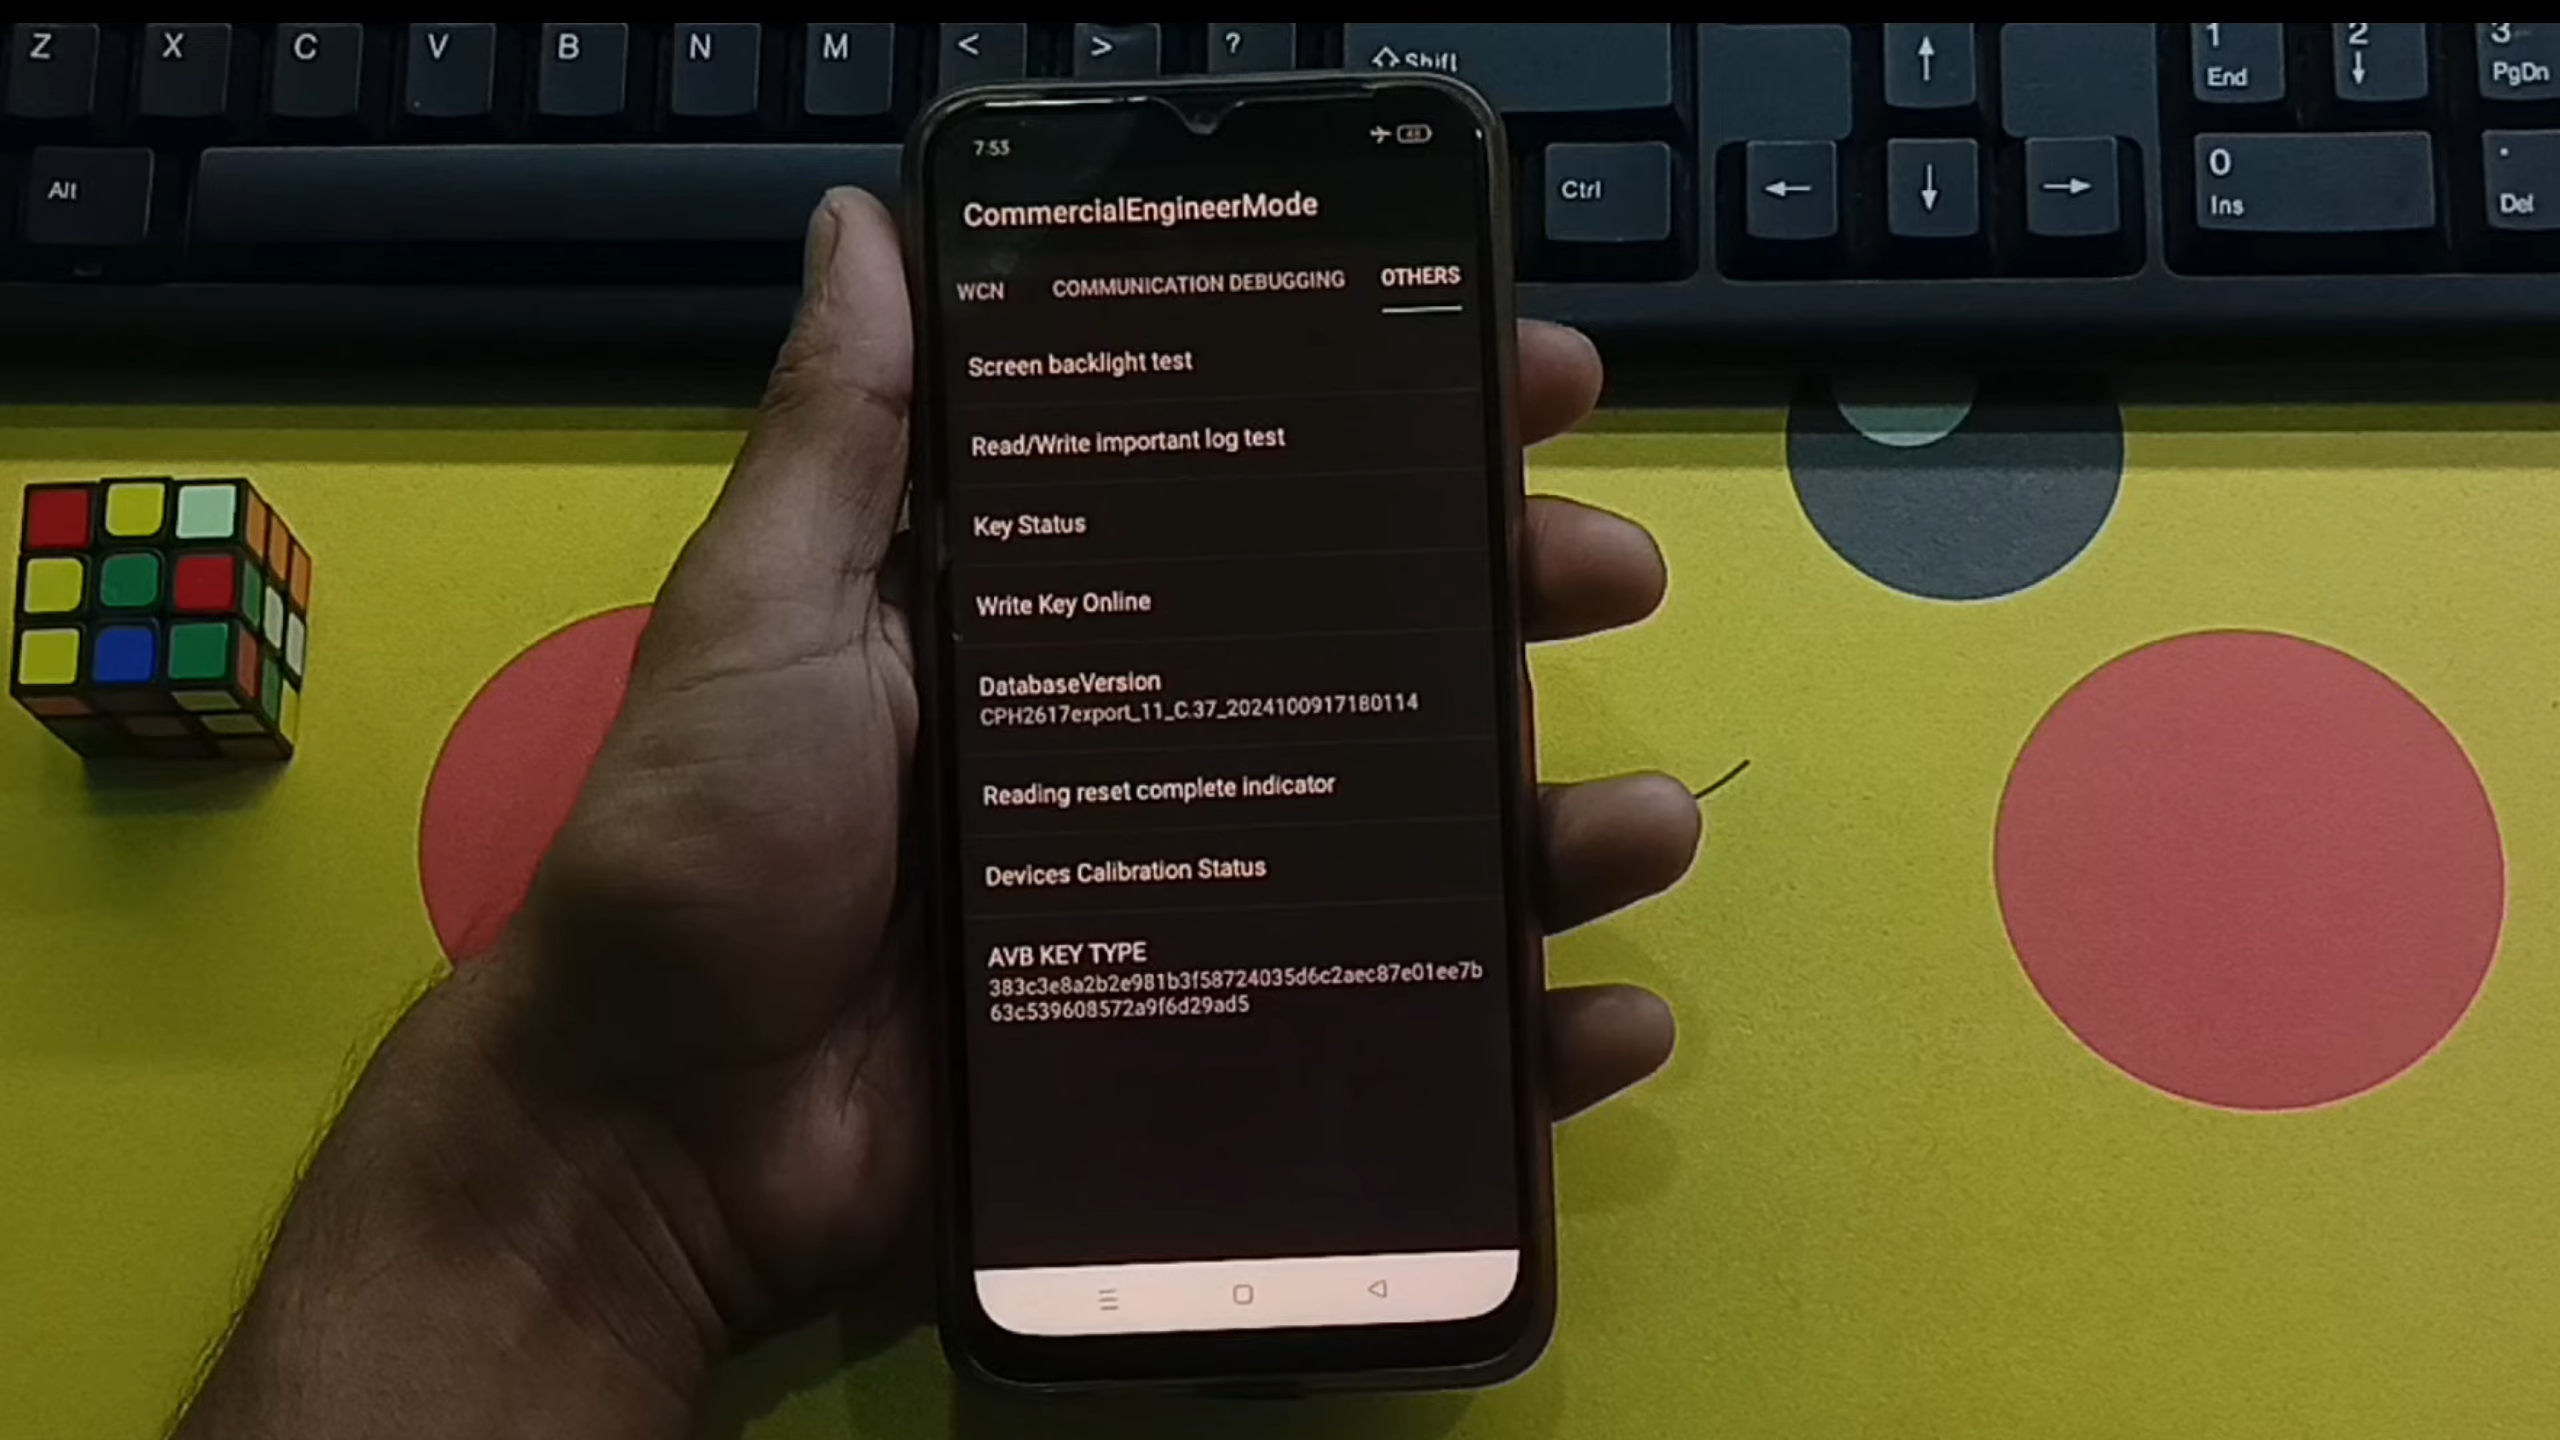 Z X C V B N M < > ? Shift 1 End 2 3 PgDn
Alt Ctrl 0 Ins . Del
7:53
CommercialEngineerMode
WCN COMMUNICATION DEBUGGING OTHERS
Screen backlight test
Read/Write important log test
Key Status
Write Key Online
DatabaseVersion
CPH2617export_11_C.37_2024100917180114
Reading reset complete indicator
Devices Calibration Status
AVB KEY TYPE
383c3e8a2b2e981b3f58724035d6c2aec87e01ee7b
63c539608572a9f6d29ad5